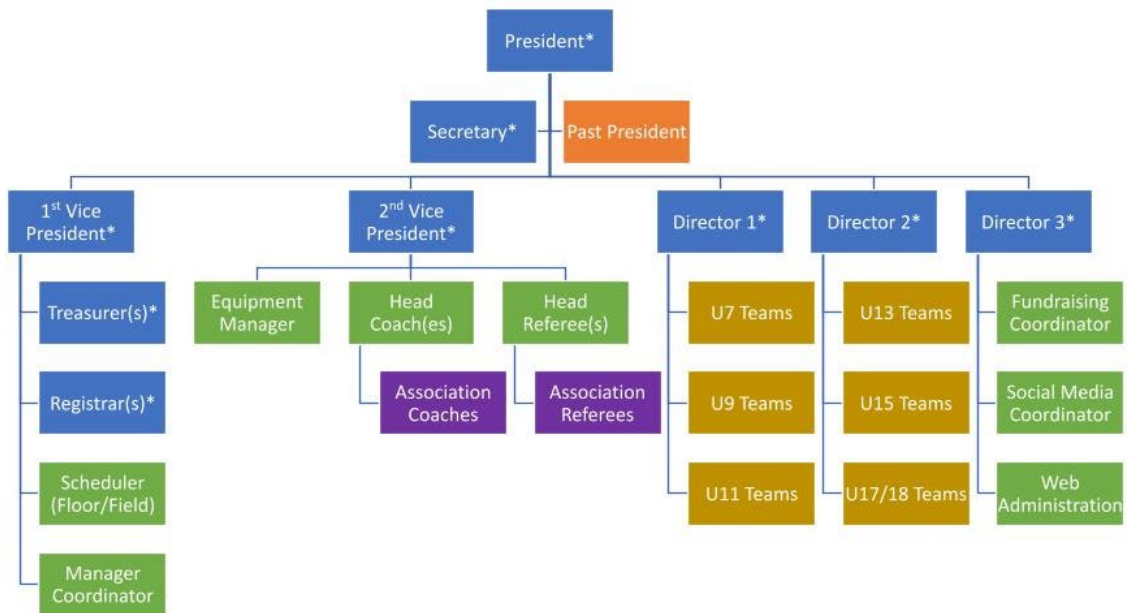 President*
Secretary*
Past President
1st Vice
President*
2nd Vice
President*
Director 1*
Director 2*
Director 3*
Treasurer(s)*
Equipment
Manager
Head
Coach(es)
Head
Referee(s)
U7 Teams
U13 Teams
Fundraising
Coordinator
Registrar(s)*
Association
Coaches
Association
Referees
U9 Teams
U15 Teams
Social Media
Coordinator
Scheduler
(Floor/Field)
U11 Teams
U17/18 Teams
Web
Administration
Manager
Coordinator